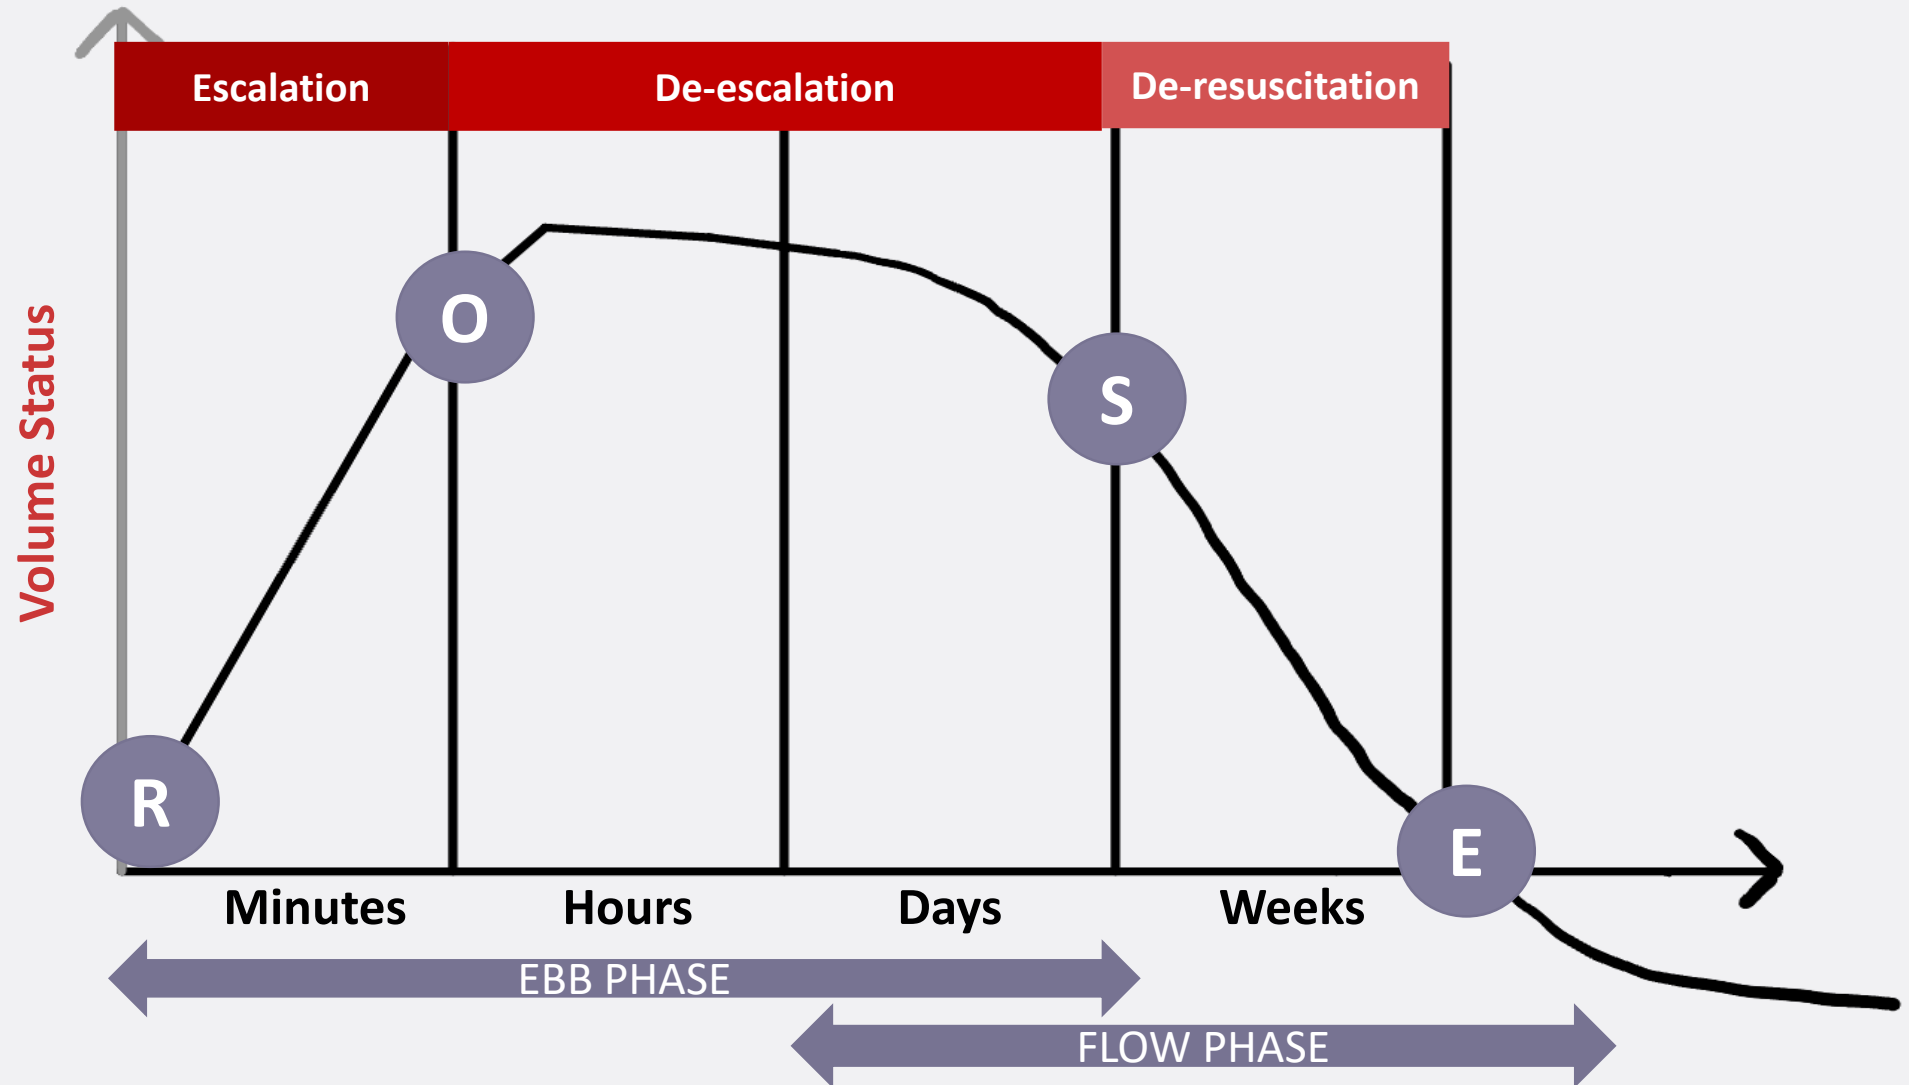 Escalation
De-escalation
De-resuscitation
Volume Status
O
S
R
E
Minutes
Hours
Days
Weeks
EBB PHASE
FLOW PHASE